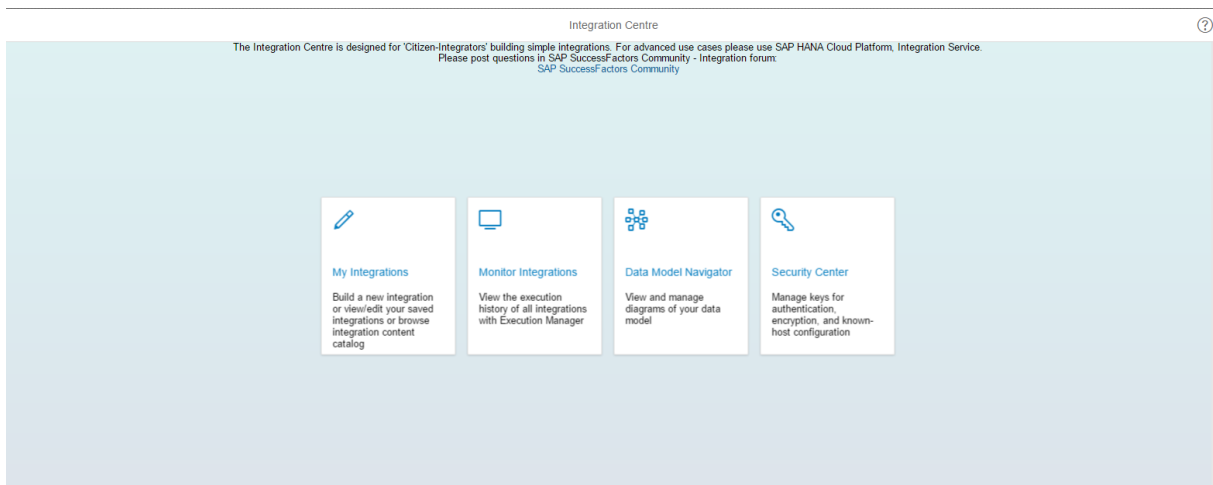 Integration Centre
The Integration Centre is designed for 'Citizen-Integrators' building simple integrations. For advanced use cases please use SAP HANA Cloud Platform, Integration Service.
Please post questions in SAP SuccessFactors Community - Integration forum:
SAP SuccessFactors Community
My Integrations
Build a new integration
or view/edit your saved
integrations or browse
integration content
catalog
Monitor Integrations
View the execution
history of all integrations
with Execution Manager
Data Model Navigator
View and manage
diagrams of your data
model
Security Center
Manage keys for
authentication,
encryption, and known-
host configuration